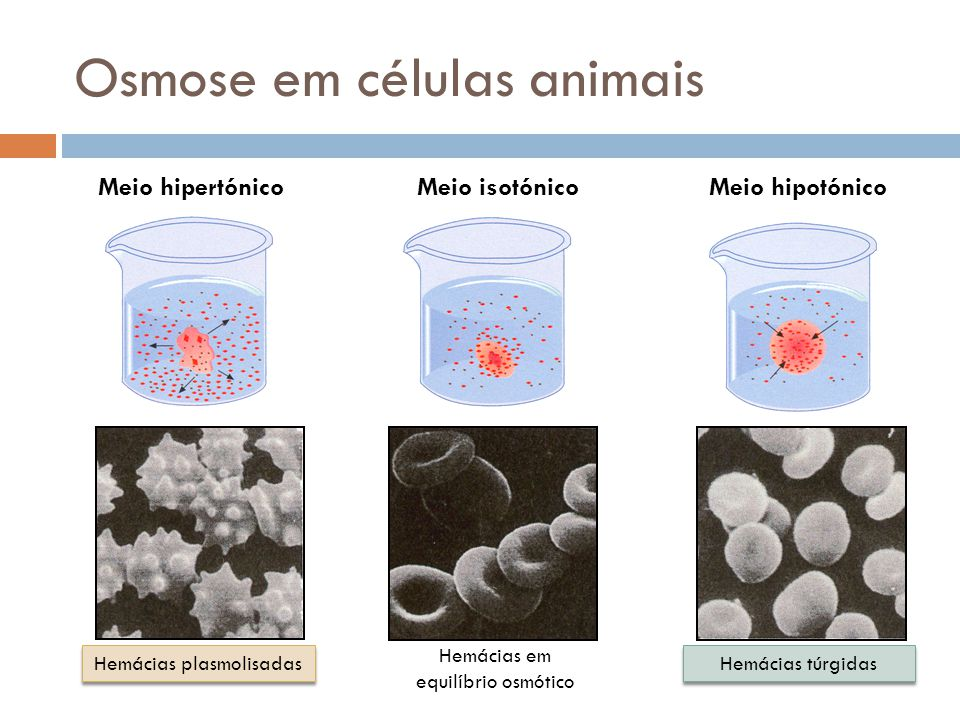 Osmose em células animais
Meio hipertónico
Meio isotónico
Meio hipotónico
Hemácias plasmolisadas
Hemácias em
equilíbrio osmótico
Hemácias túrgidas